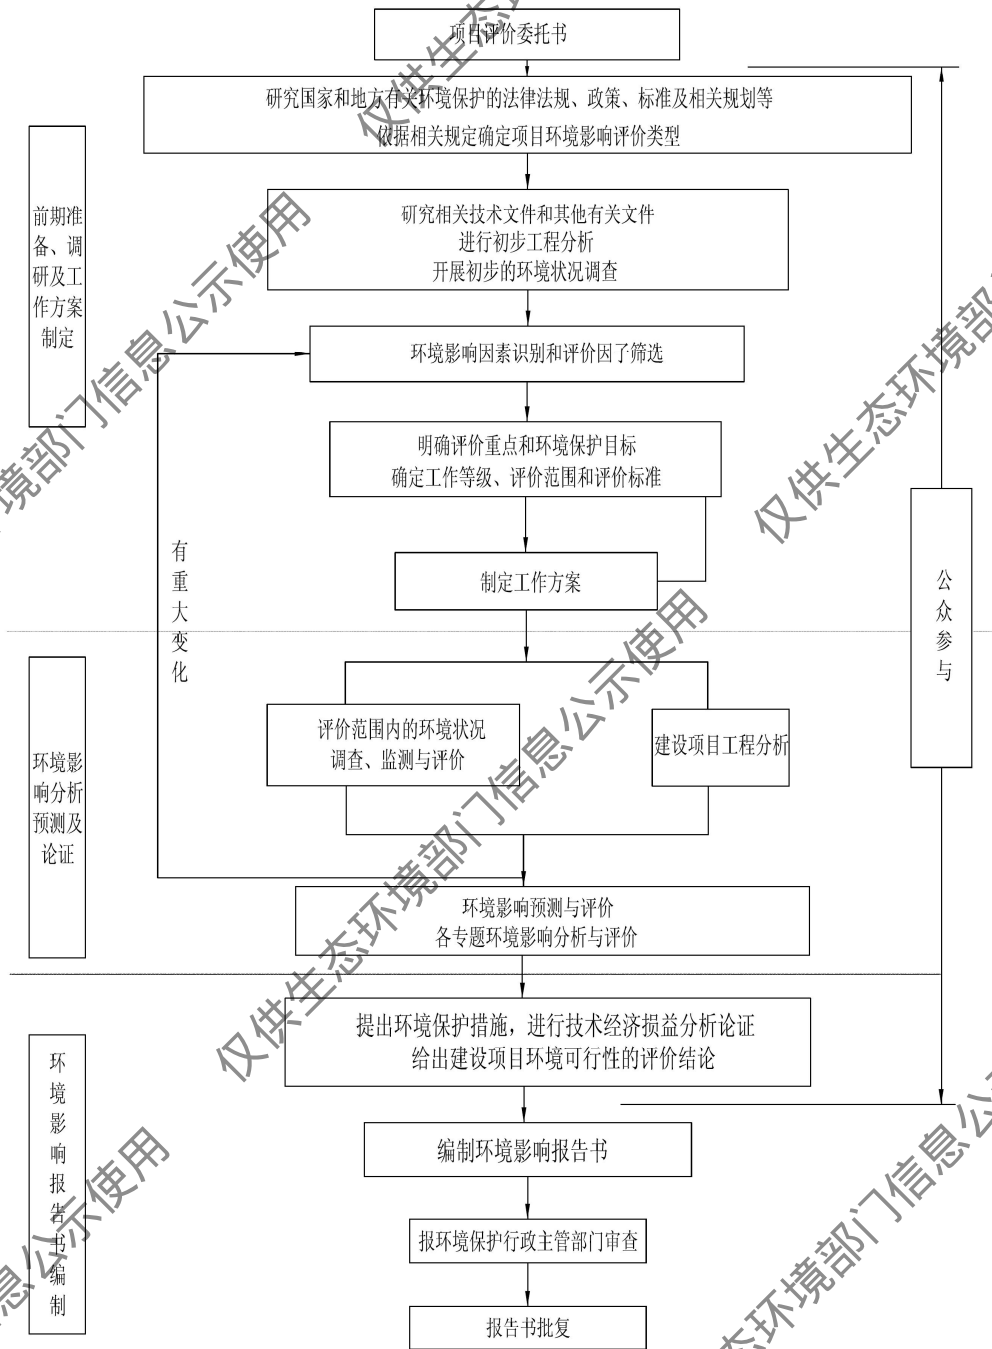 项目评价委托书
研究国家和地方有关环境保护的法律法规、政策、标准及相关规划等
依据相关规定确定项目环境影响评价类型
前期准
备、调
研及工
作方案
制定
研究相关技术文件和其他有关文件
进行初步工程分析
开展初步的环境状况调查
环境影响因素识别和评价因了筛选
明确评价重点和环境保护目标
确定工作等级、评价范围和评价标准
有
重
大
变
化
制定工作方案
公
众
参
与
环境影
响分析
预测及
论证
评价范围内的环境状况
调查、监测与评价
建设项目工程分析
环境影响预测与评价
各专题环境影响分析与评价
提出环境保护措施，进行技术经济损益分析论证
给出建设项目环境可行性的评价结论
环
境
影
响
报
告
书
编
制
编制环境影响报告书
报环境保护行政主管部门审查
报告书批复
仅供生态
境部门信息公示使用
仅供生态环境部
仅供生态环境部门信息公示使用
息公示使用
态环境部门信息公示